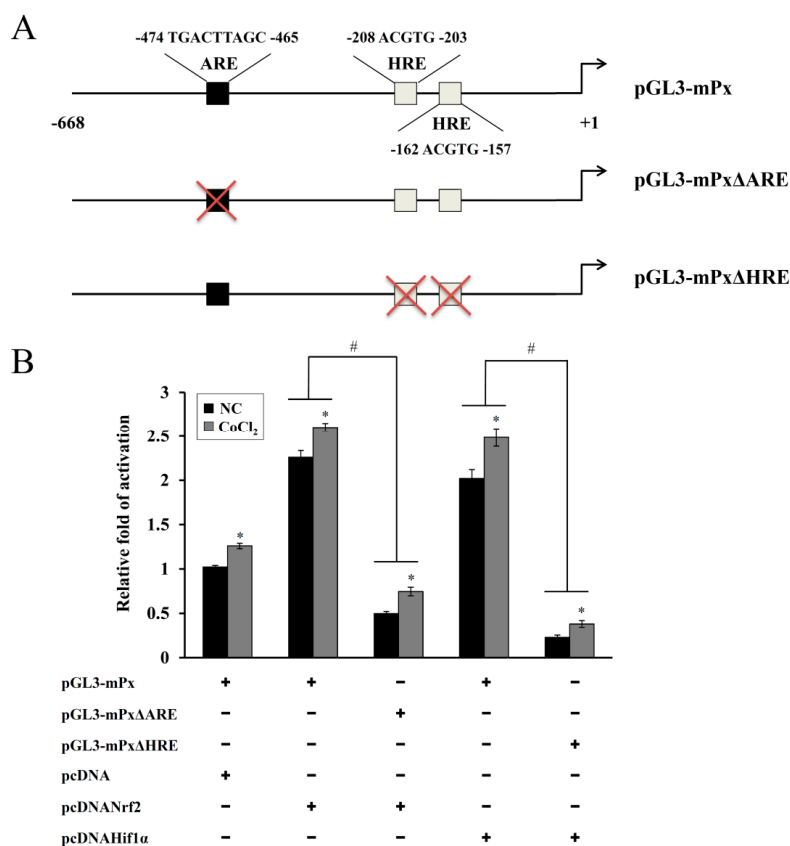 A
-474 TGACTTAGC -465
-208 ACGTG -203
ARE
HRE
pGL3-mPx
-668
HRE
+1
-162 ACGTG -157
pGL3-mPxΔARE
pGL3-mPxΔHRE
B
#
#
3
NC
CoCl₂
2.5
2
1.5
1
0.5
0
*
*
*
*
*
Relative fold of activation
pGL3-mPx + + − + −
pGL3-mPxΔARE − − + − −
pGL3-mPxΔHRE − − − − +
pcDNA + − − − −
pcDNANrf2 − + + − −
pcDNAHif1α − − − + +